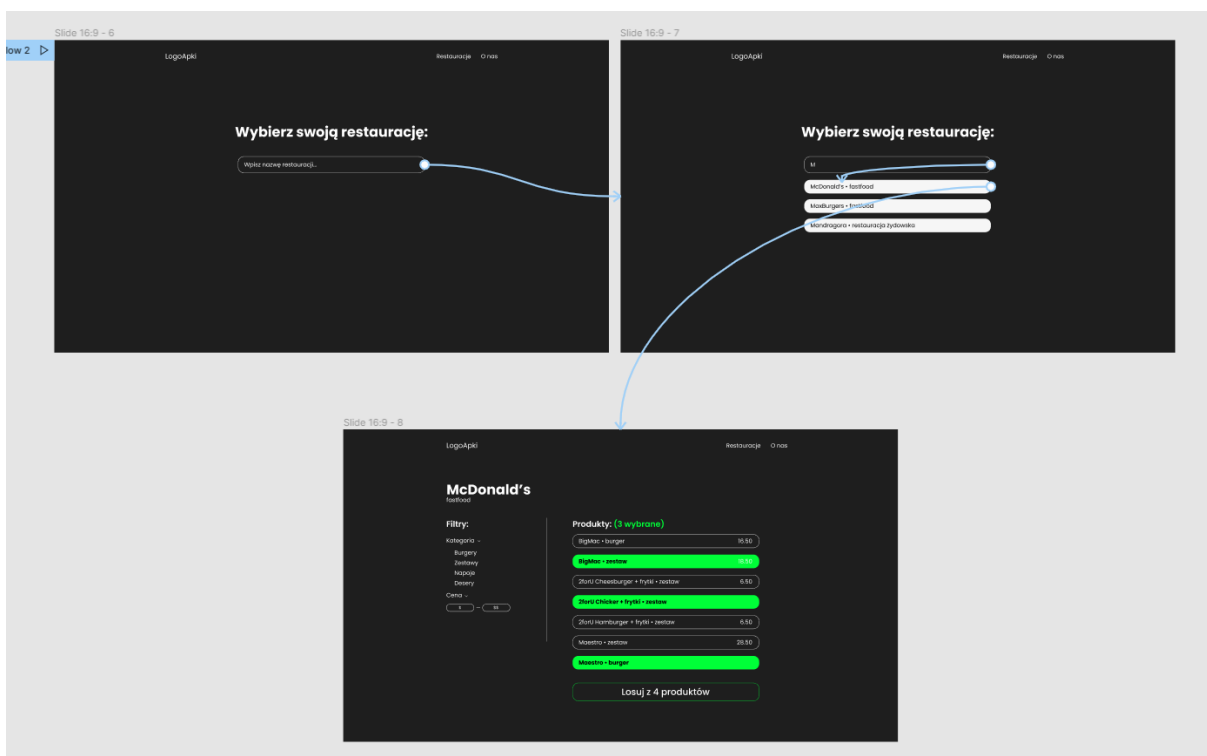 low 2
Slide 16:9 - 6
LogoApki
Restauracje O nas
Wybierz swoją restaurację:
Wpisz nazwę restauracji...
Slide 16:9 - 7
LogoApki
Restauracje O nas
Wybierz swoją restaurację:
M
McDonald's • fastfood
MaxBurgers • fastfood
Mandragora • restauracja żydowska
Slide 16:9 - 8
LogoApki
Restauracje O nas
McDonald's
fastfood
Filtry:
Kategoria
Burgery
Zestawy
Napoje
Desery
Cena
Produkty: (3 wybrane)
BigMac • burger 16.50
BigMac • zestaw
2forU Cheesburger + frytki • zestaw 6.50
2forU Chicker + frytki • zestaw
2forU Hamburger + frytki • zestaw 6.50
Maestro • zestaw 28.50
Maestro • burger
Losuj z 4 produktów